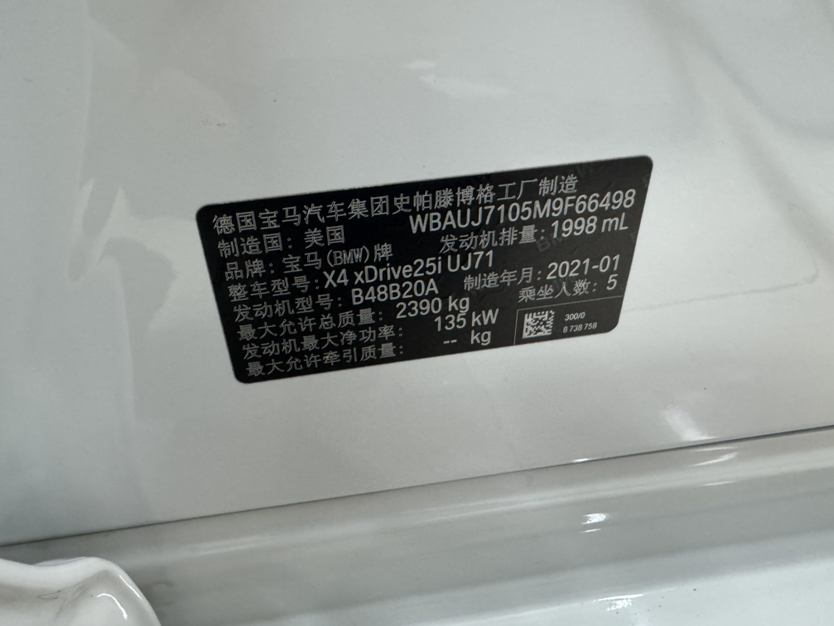 德国宝马汽车集团史帕滕博格工厂制造
制造国：美国 WBAUJ7105M9F66498
品牌：宝马(BMW)牌 发动机排量：1998 mL
整车型号：X4 xDrive25i UJ71
发动机型号：B48B20A 制造年月：2021-01
最大允许总质量：2390 kg 乘坐人数：5
发动机最大净功率：135 kW
最大允许牵引质量：-- kg
300/0
8 738 758